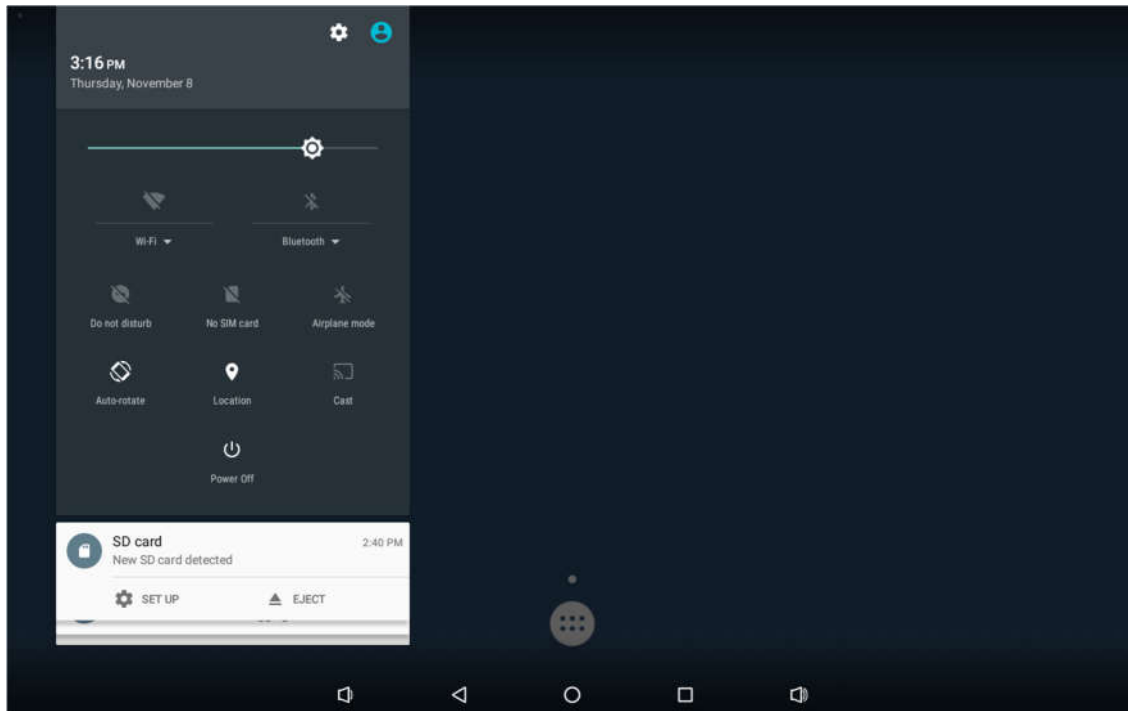 3:16 PM
Thursday, November 8
Wi-Fi
Bluetooth
Do not disturb
No SIM card
Airplane mode
Auto-rotate
Location
Cast
Power Off
SD card
2:40 PM
New SD card detected
SET UP
EJECT